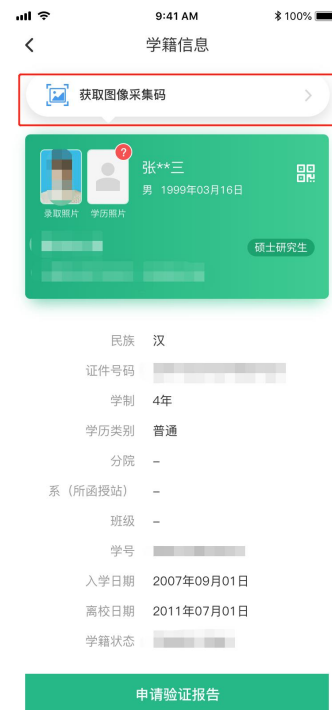 9:41 AM
100%
学籍信息
获取图像采集码
?
张**三
男 1999年03月16日
录取照片 学历照片
硕士研究生
民族 汉
证件号码
学制 4年
学历类别 普通
分院 –
系（所函授站） –
班级 –
学号
入学日期 2007年09月01日
离校日期 2011年07月01日
学籍状态
申请验证报告